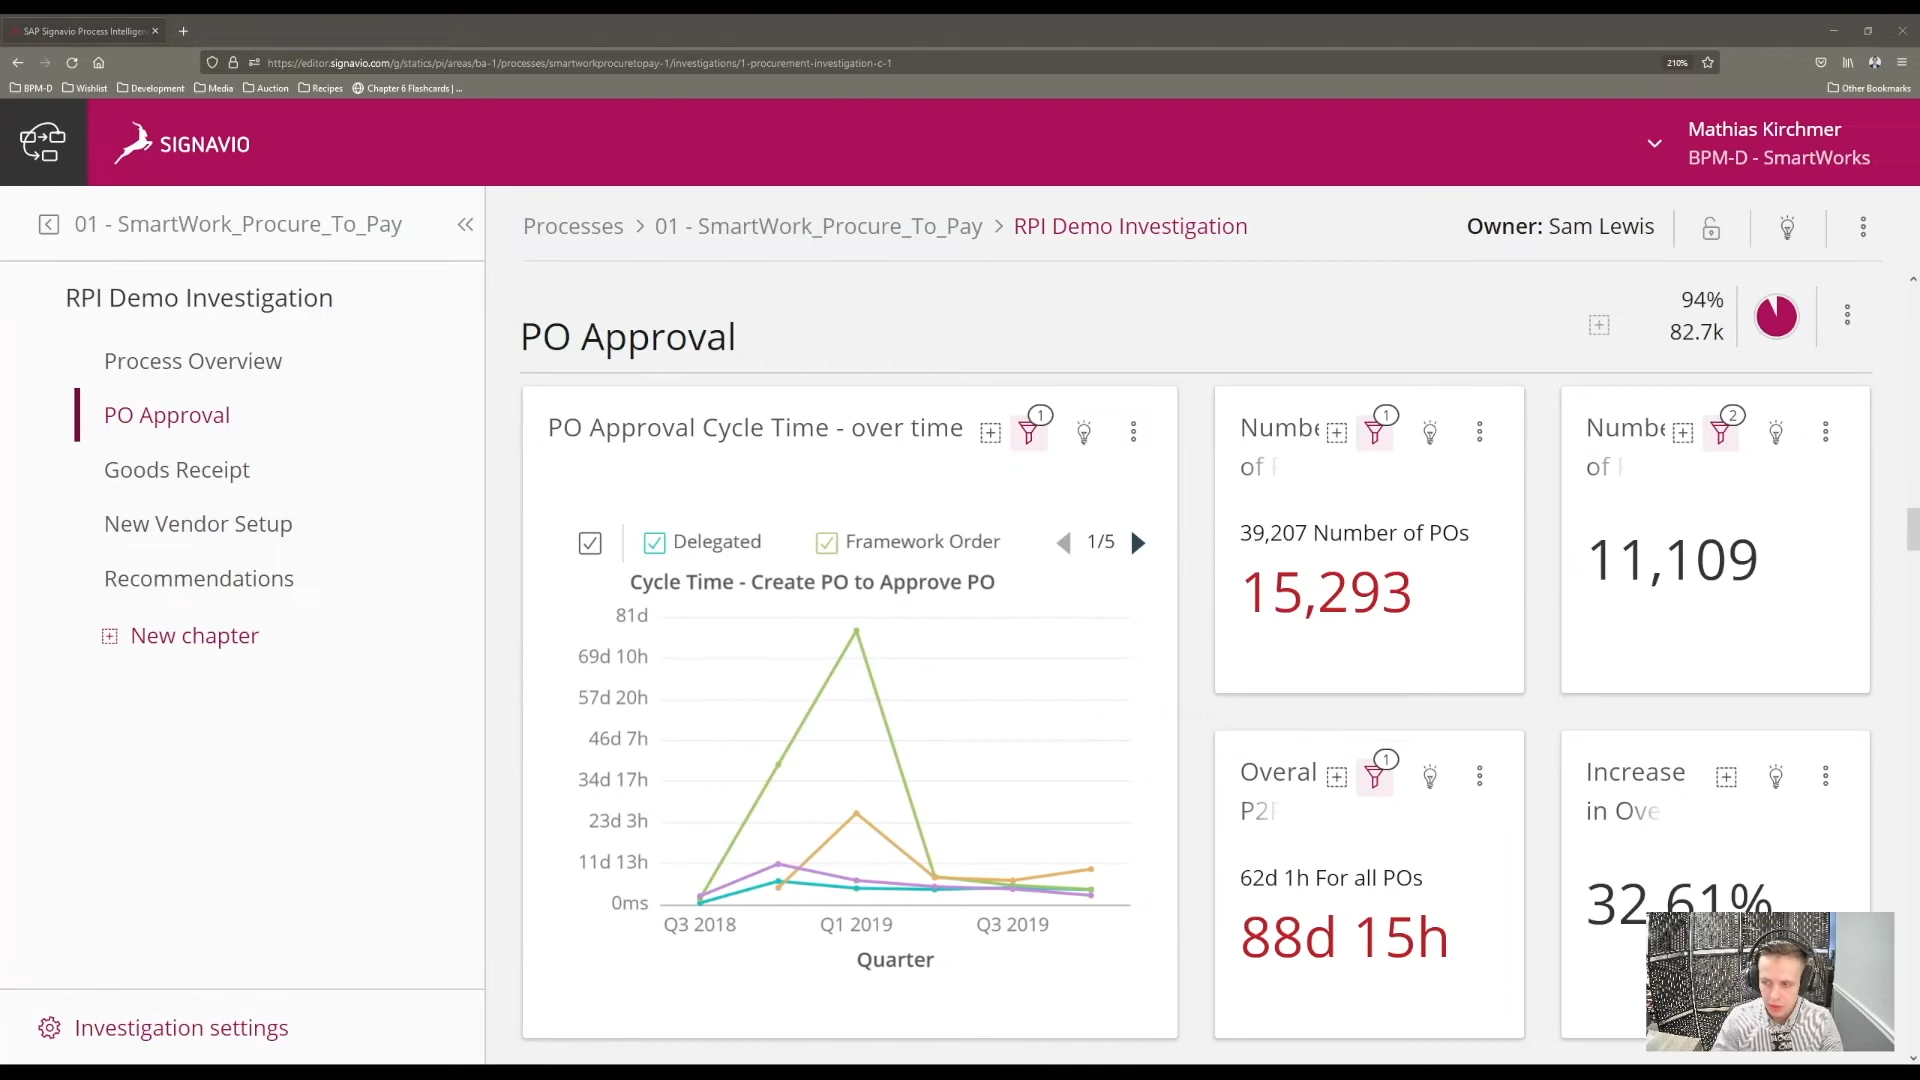 SAP Signavio Process Intelligen
https://editor.signavio.com/g/statics/pi/areas/ba-1/processes/smartworkprocuretopay-1/investigations/1-procurement-investigation-c-1
210%
BPM-D Wishlist Development Media Auction Recipes Chapter 6 Flashcards | ...
Other Bookmarks
SIGNAVIO
Mathias Kirchmer
BPM-D - SmartWorks
01 - SmartWork_Procure_To_Pay
Processes > 01 - SmartWork_Procure_To_Pay > RPI Demo Investigation
Owner: Sam Lewis
RPI Demo Investigation
Process Overview
PO Approval
Goods Receipt
New Vendor Setup
Recommendations
New chapter
Investigation settings
PO Approval
94%
82.7k
PO Approval Cycle Time - over time
1
Delegated
Framework Order
1/5
Cycle Time - Create PO to Approve PO
81d
69d 10h
57d 20h
46d 7h
34d 17h
23d 3h
11d 13h
0ms
Q3 2018
Q1 2019
Q3 2019
Quarter
Numbe
of
1
39,207 Number of POs
15,293
Numbe
of
2
11,109
Overal
P2P
1
62d 1h For all POs
88d 15h
Increase
in Ove
32.61%